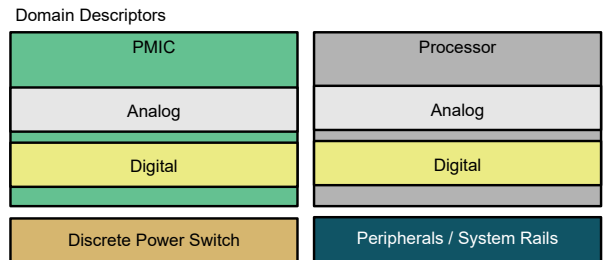 Domain Descriptors
PMIC
Processor
Analog
Analog
Digital
Digital
Discrete Power Switch
Peripherals / System Rails